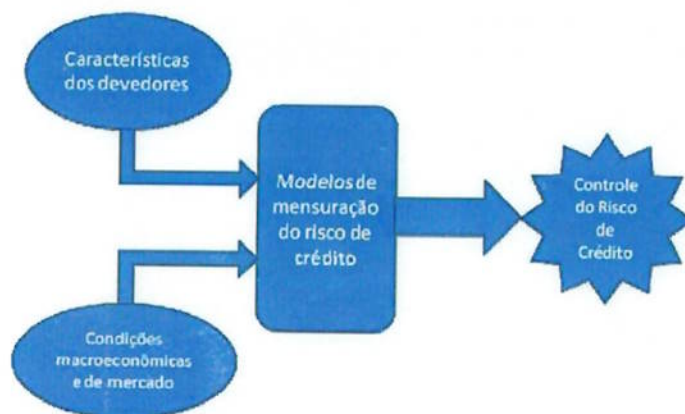 Características
dos devedores
Modelos de
mensuração
do risco de
crédito
Controle
do Risco
de
Crédito
Condições
macroeconômicas
e de mercado